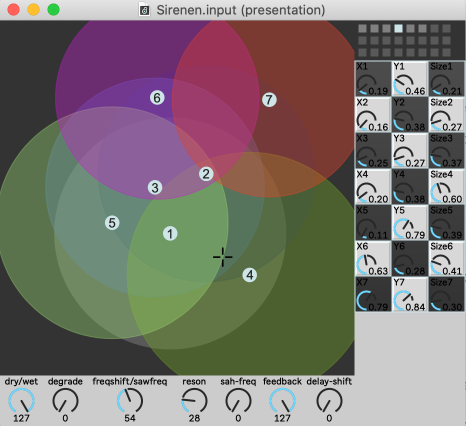 Sirenen.input (presentation)
6
7
2
3
5
1
4
X1 Y1 Size1
0.19 0.46 0.21
X2 Y2 Size2
0.16 0.38 0.27
X3 Y3 Size3
0.25 0.27 0.37
X4 Y4 Size4
0.20 0.38 0.60
X5 Y5 Size5
0.11 0.79 0.39
X6 Y6 Size6
0.63 0.28 0.41
X7 Y7 Size7
0.79 0.84 0.30
dry/wet degrade freqshift/sawfreq reson sah-freq feedback delay-shift
127 0 54 28 0 127 0